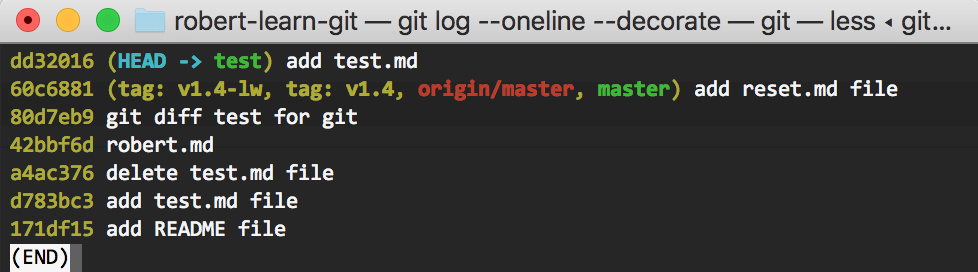 robert-learn-git — git log --oneline --decorate — git — less ◂ git...
dd32016 (HEAD -> test) add test.md
60c6881 (tag: v1.4-lw, tag: v1.4, origin/master, master) add reset.md file
80d7eb9 git diff test for git
42bbf6d robert.md
a4ac376 delete test.md file
d783bc3 add test.md file
171df15 add README file
(END)